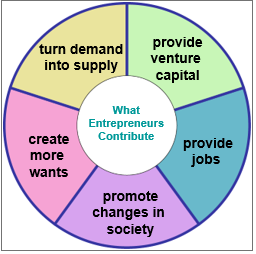 What
Entrepreneurs
Contribute
turn demand
into supply
provide
venture
capital
provide
jobs
promote
changes in
society
create
more
wants